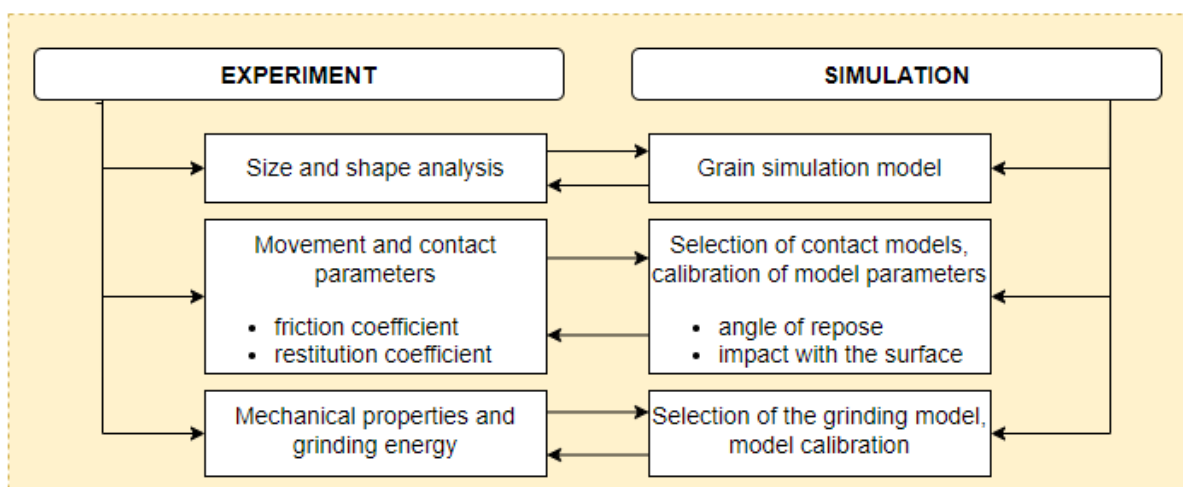 EXPERIMENT
SIMULATION
Size and shape analysis
Grain simulation model
Movement and contact
parameters
• friction coefficient
• restitution coefficient
Selection of contact models,
calibration of model parameters
• angle of repose
• impact with the surface
Mechanical properties and
grinding energy
Selection of the grinding model,
model calibration